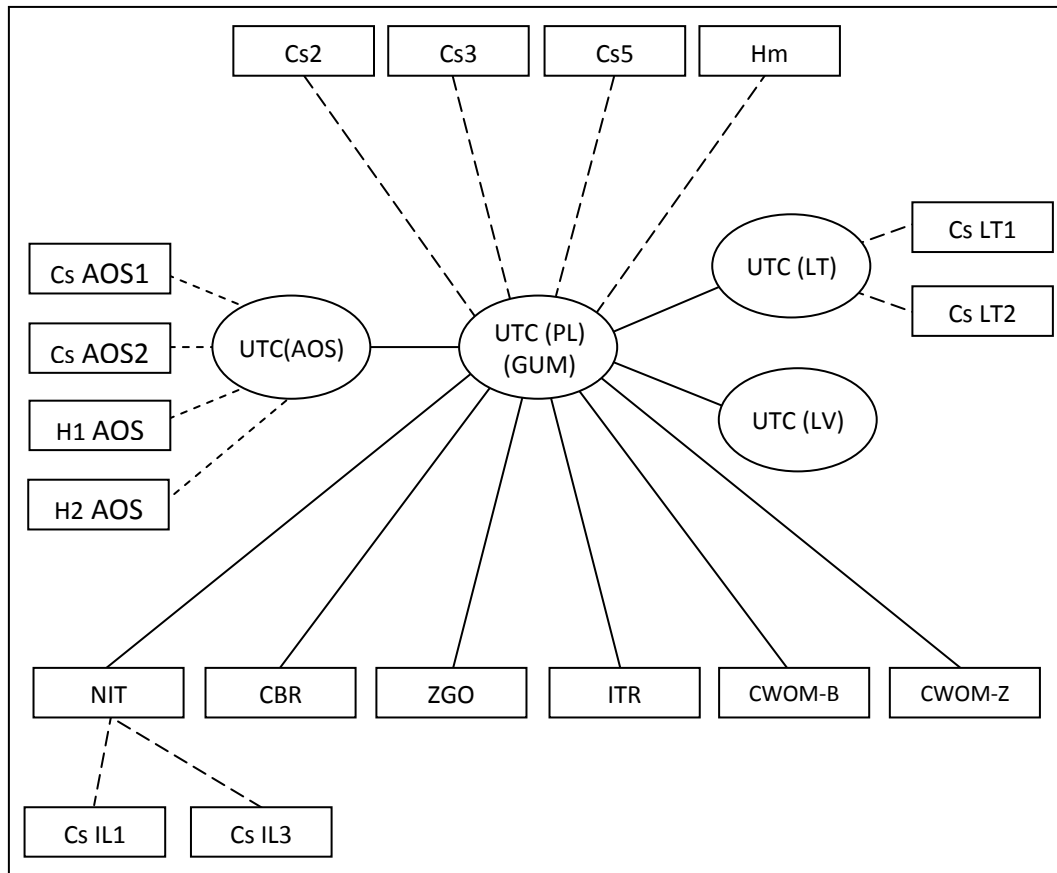 Cs2
Cs3
Cs5
Hm
Cs LT1
UTC (LT)
Cs AOS1
Cs LT2
UTC (PL)
(GUM)
UTC(AOS)
Cs AOS2
UTC (LV)
H1 AOS
H2 AOS
NIT
CBR
ZGO
ITR
CWOM-B
CWOM-Z
Cs IL1
Cs IL3